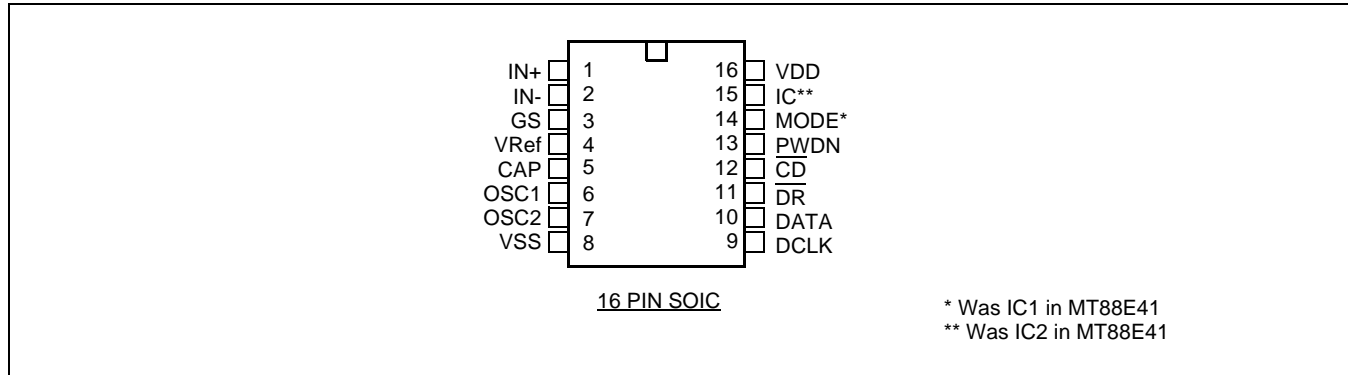 IN+ 1 16 VDD
IN- 2 15 IC**
GS 3 14 MODE*
VRef 4 13 PWDN
CAP 5 12 C̅D̅
OSC1 6 11 D̅R̅
OSC2 7 10 DATA
VSS 8 9 DCLK
16 PIN SOIC
* Was IC1 in MT88E41
** Was IC2 in MT88E41